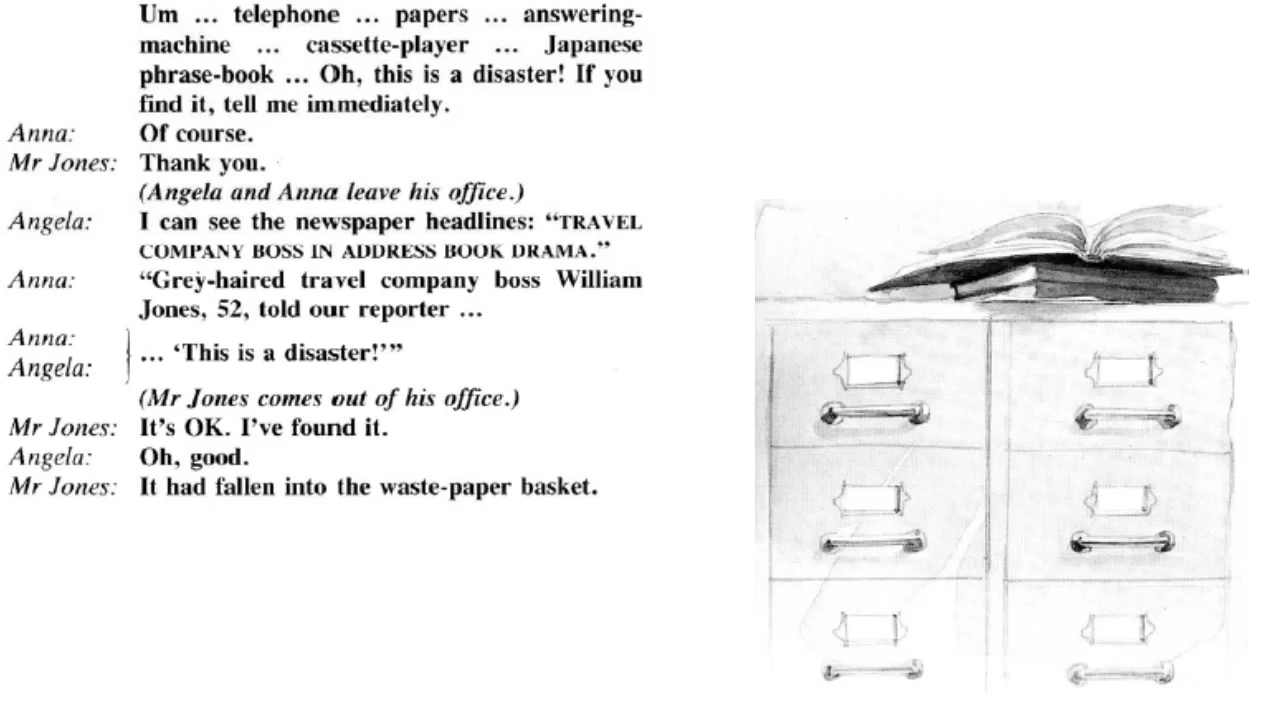 Um ... telephone ... papers ... answering-
machine ... cassette-player ... Japanese
phrase-book ... Oh, this is a disaster! If you
find it, tell me immediately.
Anna: Of course.
Mr Jones: Thank you.
(Angela and Anna leave his office.)
Angela: I can see the newspaper headlines: “TRAVEL
COMPANY BOSS IN ADDRESS BOOK DRAMA.”
Anna: “Grey-haired travel company boss William
Jones, 52, told our reporter ...
Anna:
Angela: ... ‘This is a disaster!’”
(Mr Jones comes out of his office.)
Mr Jones: It’s OK. I’ve found it.
Angela: Oh, good.
Mr Jones: It had fallen into the waste-paper basket.